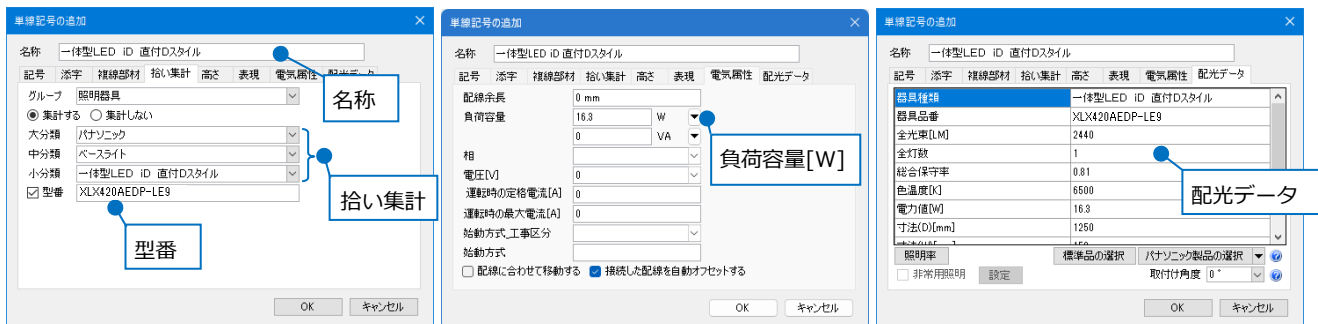 単線記号の追加
名称 一体型LED iD 直付Dスタイル
記号 添字 複線部材 拾い集計 高さ 表現 電気属性 配光データ
グループ 照明器具
集計する 集計しない
大分類 パナソニック
中分類 ベースライト
小分類 一体型LED iD 直付Dスタイル
型番 XLX420AEDP-LE9
OK キャンセル
名称
拾い集計
型番
単線記号の追加
名称 一体型LED iD 直付Dスタイル
記号 添字 複線部材 拾い集計 高さ 表現 電気属性 配光データ
配線余長 0 mm
負荷容量 16.3 W
0 VA
相
電圧[V] 0
運転時の定格電流[A] 0
運転時の最大電流[A] 0
始動方式_工事区分
始動方式
配線に合わせて移動する 接続した配線を自動オフセットする
OK キャンセル
負荷容量[W]
単線記号の追加
名称 一体型LED iD 直付Dスタイル
記号 添字 複線部材 拾い集計 高さ 表現 電気属性 配光データ
器具種類 一体型LED iD 直付Dスタイル
器具品番 XLX420AEDP-LE9
全光束[LM] 2440
全灯数 1
総合保守率 0.81
色温度[K] 6500
電力値[W] 16.3
寸法(D)[mm] 1250
照明率 標準品の選択 パナソニック製品の選択
非常用照明 設定 取付け角度 0°
OK キャンセル
配光データ